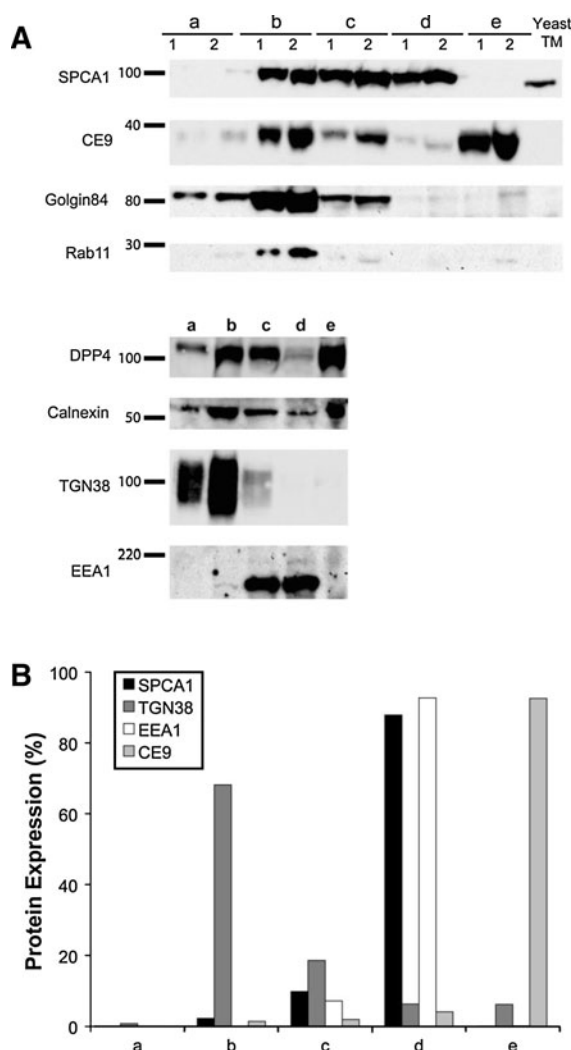 A
a b c d e Yeast
1 2 1 2 1 2 1 2 1 2 TM
SPCA1 100
CE9 40
Golgin84 80
Rab11 30
a b c d e
DPP4 100
Calnexin 50
TGN38 100
EEA1 220
B
100
80
60
40
20
0
Protein Expression (%)
SPCA1
TGN38
EEA1
CE9
a b c d e